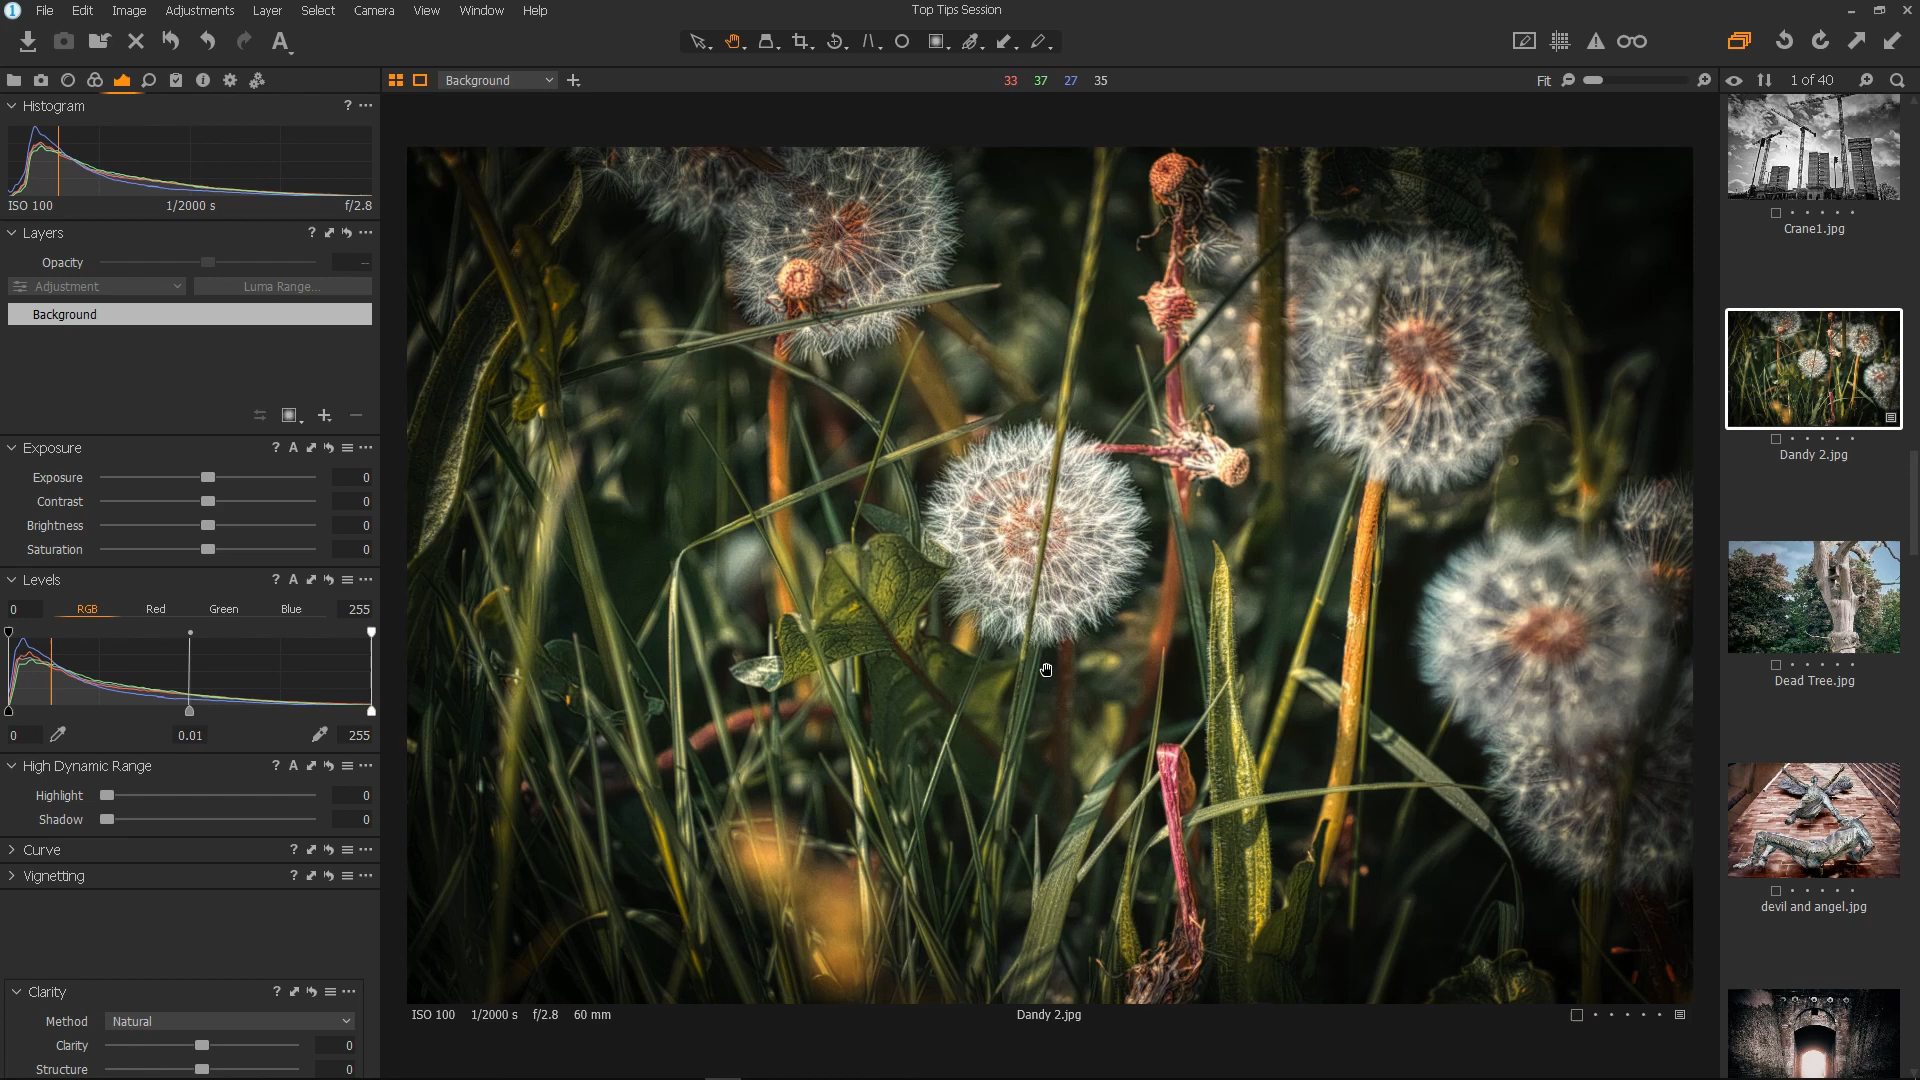 1 File Edit Image Adjustments Layer Select Camera View Window Help
Top Tips Session
A
Background
33 37 27 35
Fit
1 of 40
Histogram ? ...
ISO 100 1/2000 s f/2.8
Layers ? ...
Opacity --
Adjustment Luma Range...
Background
Exposure ? A ...
Exposure 0
Contrast 0
Brightness 0
Saturation 0
Levels ? A ...
0 RGB Red Green Blue 255
0 0.01 255
High Dynamic Range ? A ...
Highlight 0
Shadow 0
Curve ? ...
Vignetting ? ...
Clarity ? ...
Method Natural
Clarity 0
Structure 0
ISO 100 1/2000 s f/2.8 60 mm
Dandy 2.jpg
Crane1.jpg
Dandy 2.jpg
Dead Tree.jpg
devil and angel.jpg